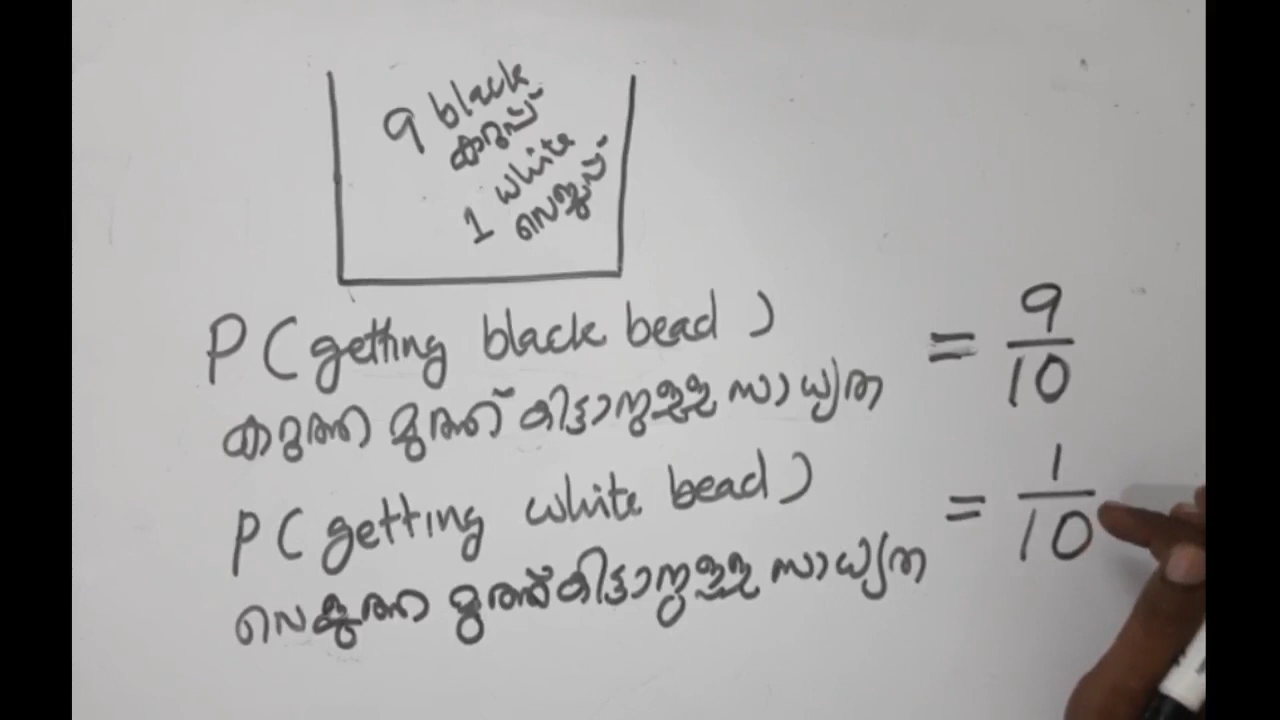 9 black
കറുപ്പ്
1 white
വെളുപ്പ്
P(getting black bead) = 9/10
കറുത്ത മുത്ത് കിട്ടാനുള്ള സാധ്യത
P(getting white bead) = 1/10
വെളുത്ത മുത്ത് കിട്ടാനുള്ള സാധ്യത